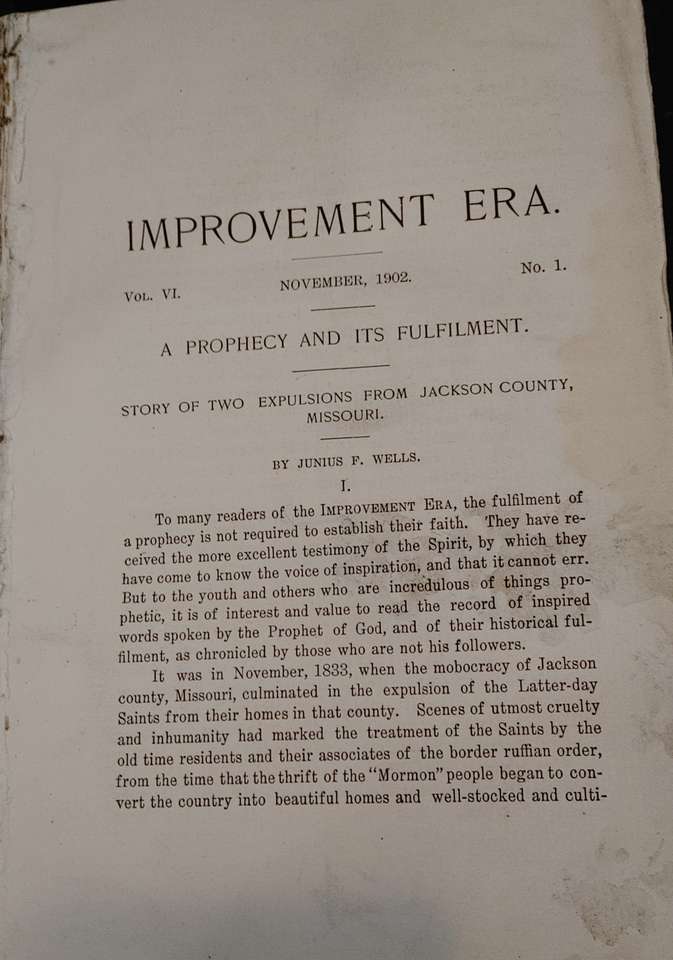 IMPROVEMENT ERA.
VOL. VI. NOVEMBER, 1902. No. 1.
A PROPHECY AND ITS FULFILMENT.
STORY OF TWO EXPULSIONS FROM JACKSON COUNTY,
MISSOURI.
BY JUNIUS F. WELLS.
I.
To many readers of the IMPROVEMENT ERA, the fulfilment of
a prophecy is not required to establish their faith. They have re-
ceived the more excellent testimony of the Spirit, by which they
have come to know the voice of inspiration, and that it cannot err.
But to the youth and others who are incredulous of things pro-
phetic, it is of interest and value to read the record of inspired
words spoken by the Prophet of God, and of their historical ful-
filment, as chronicled by those who are not his followers.
It was in November, 1833, when the mobocracy of Jackson
county, Missouri, culminated in the expulsion of the Latter-day
Saints from their homes in that county. Scenes of utmost cruelty
and inhumanity had marked the treatment of the Saints by the
old time residents and their associates of the border ruffian order,
from the time that the thrift of the "Mormon" people began to con-
vert the country into beautiful homes and well-stocked and culti-